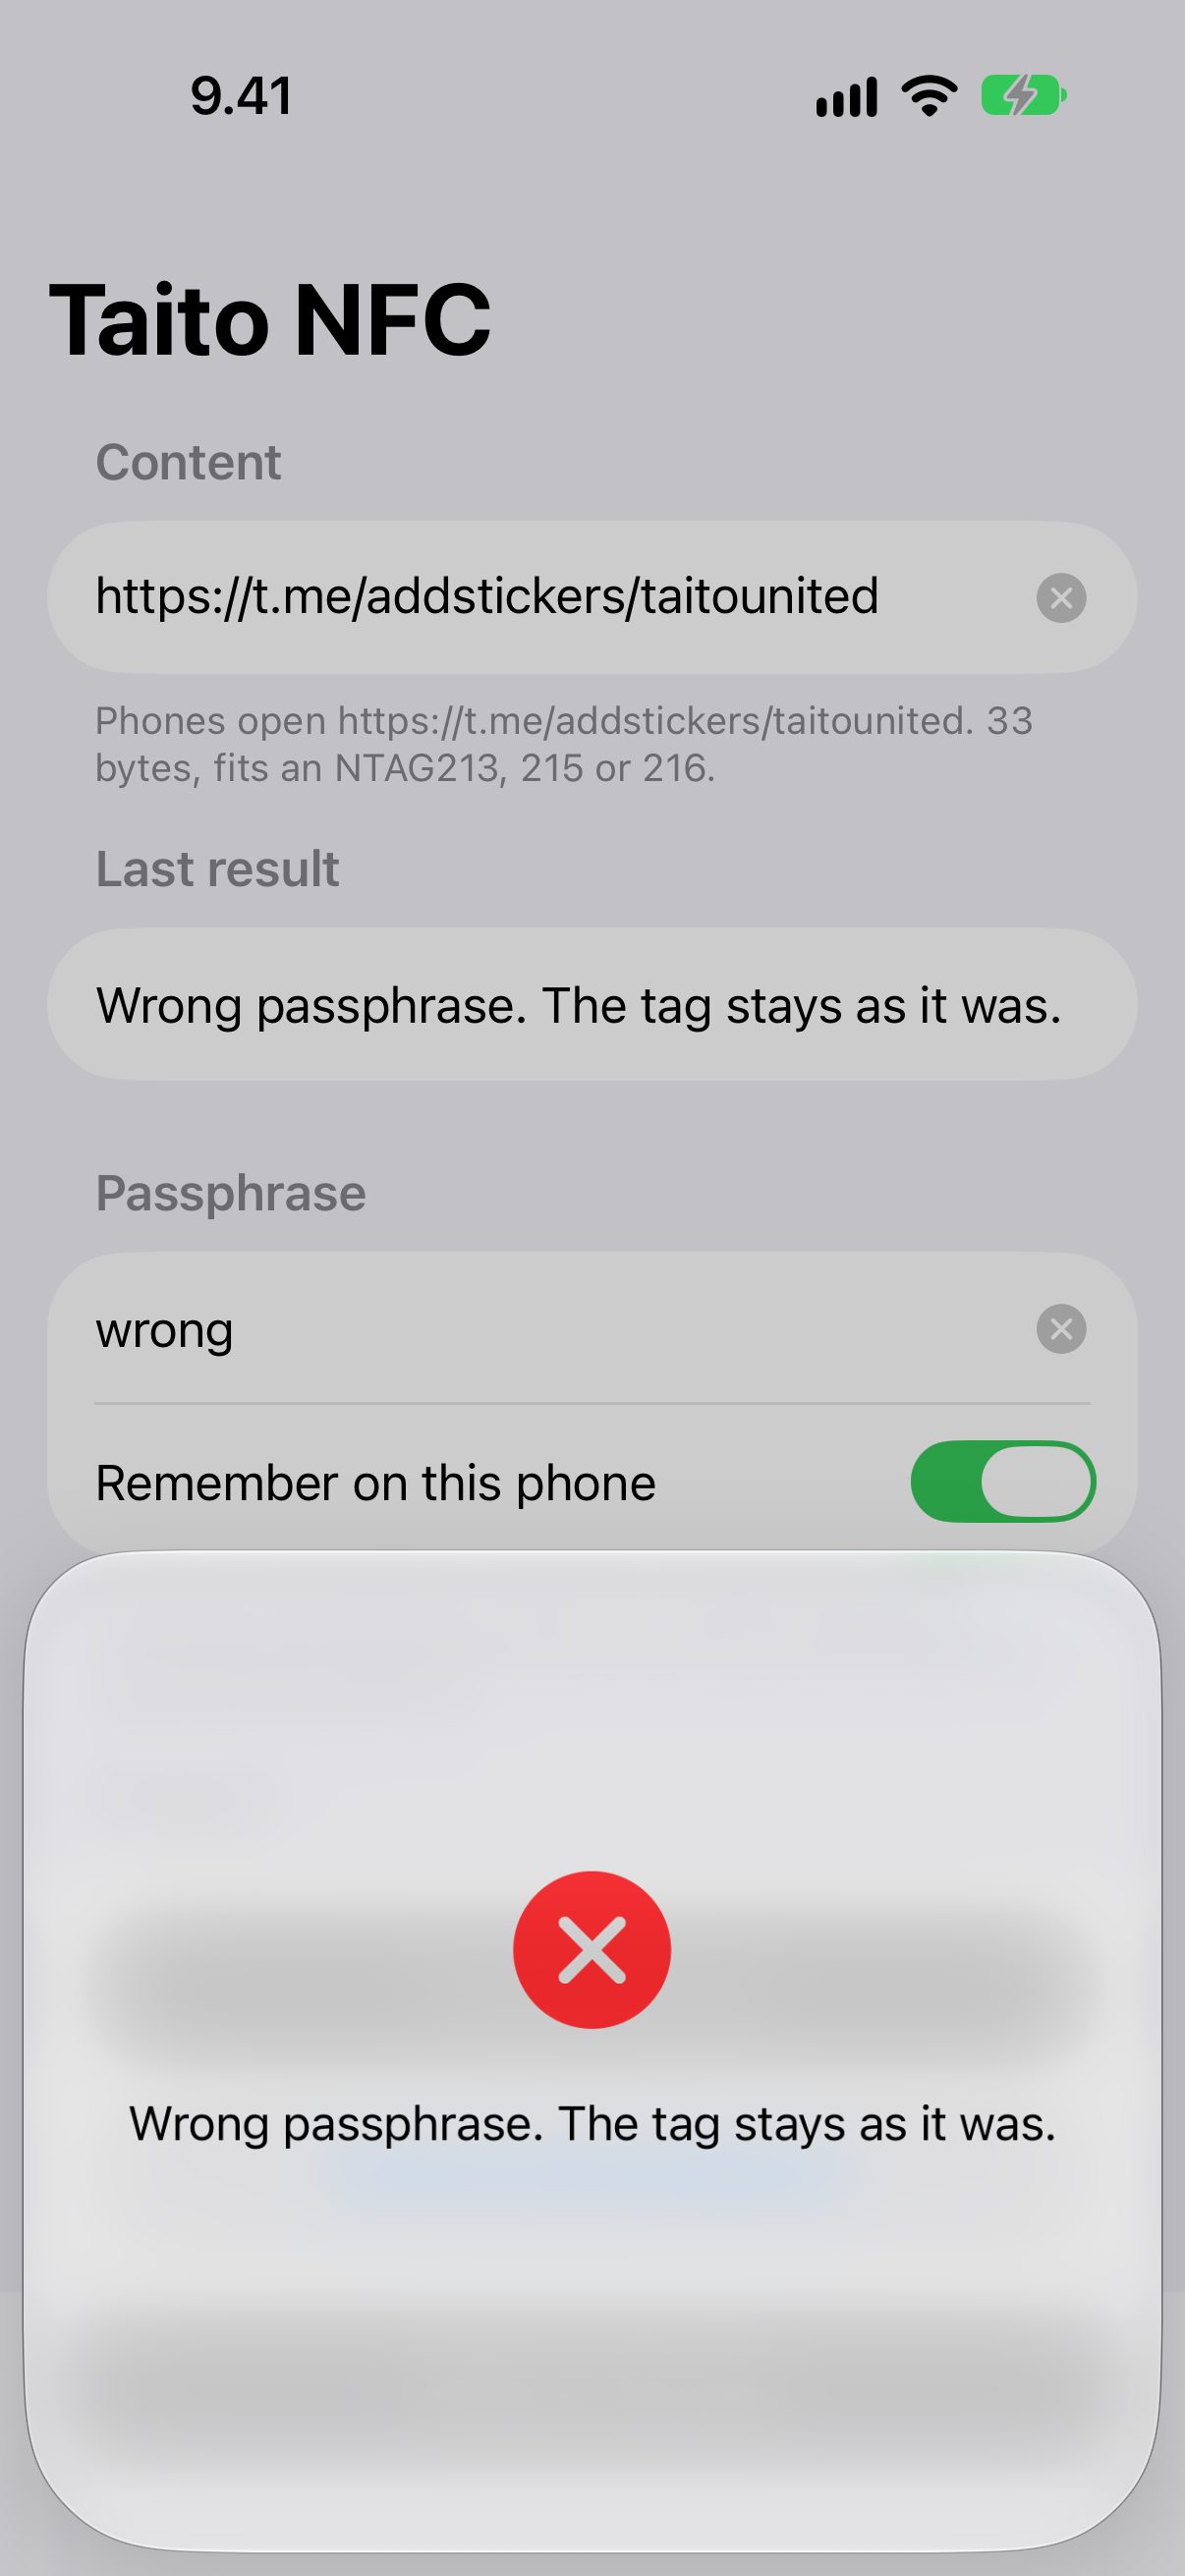 9.41
Taito NFC
Content
https://t.me/addstickers/taitounited
Phones open https://t.me/addstickers/taitounited. 33
bytes, fits an NTAG213, 215 or 216.
Last result
Wrong passphrase. The tag stays as it was.
Passphrase
wrong
Remember on this phone
Wrong passphrase. The tag stays as it was.